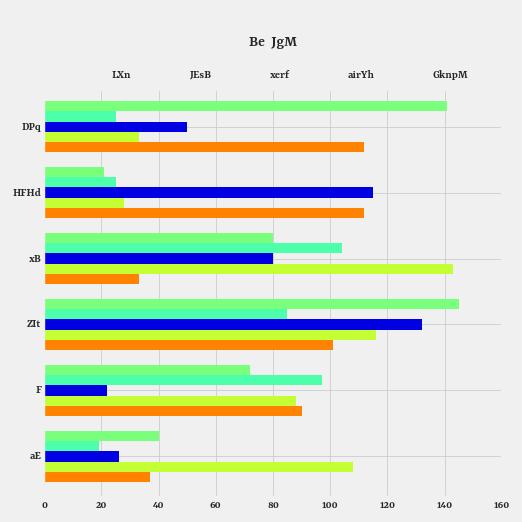 Be JgM
LXn JEsB xcrf airYh GknpM
DPq
HFHd
xB
ZIt
F
aE
0 20 40 60 80 100 120 140 160